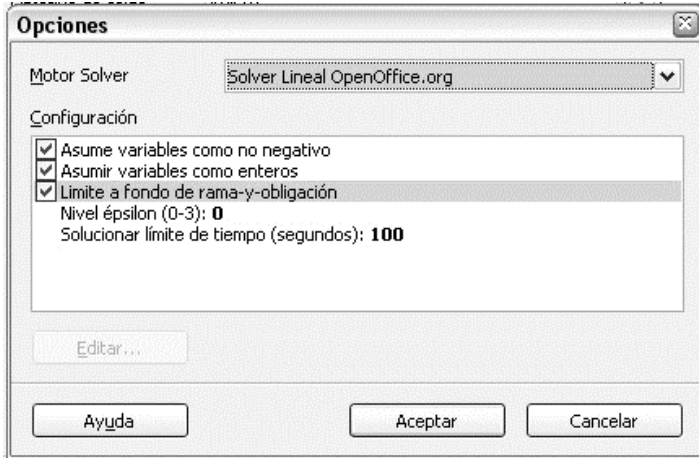 Opciones
Motor Solver
Solver Lineal OpenOffice.org
Configuración
Asume variables como no negativo
Asumir variables como enteros
Limite a fondo de rama-y-obligación
Nivel épsilon (0-3): 0
Solucionar límite de tiempo (segundos): 100
Editar...
Ayuda
Aceptar
Cancelar